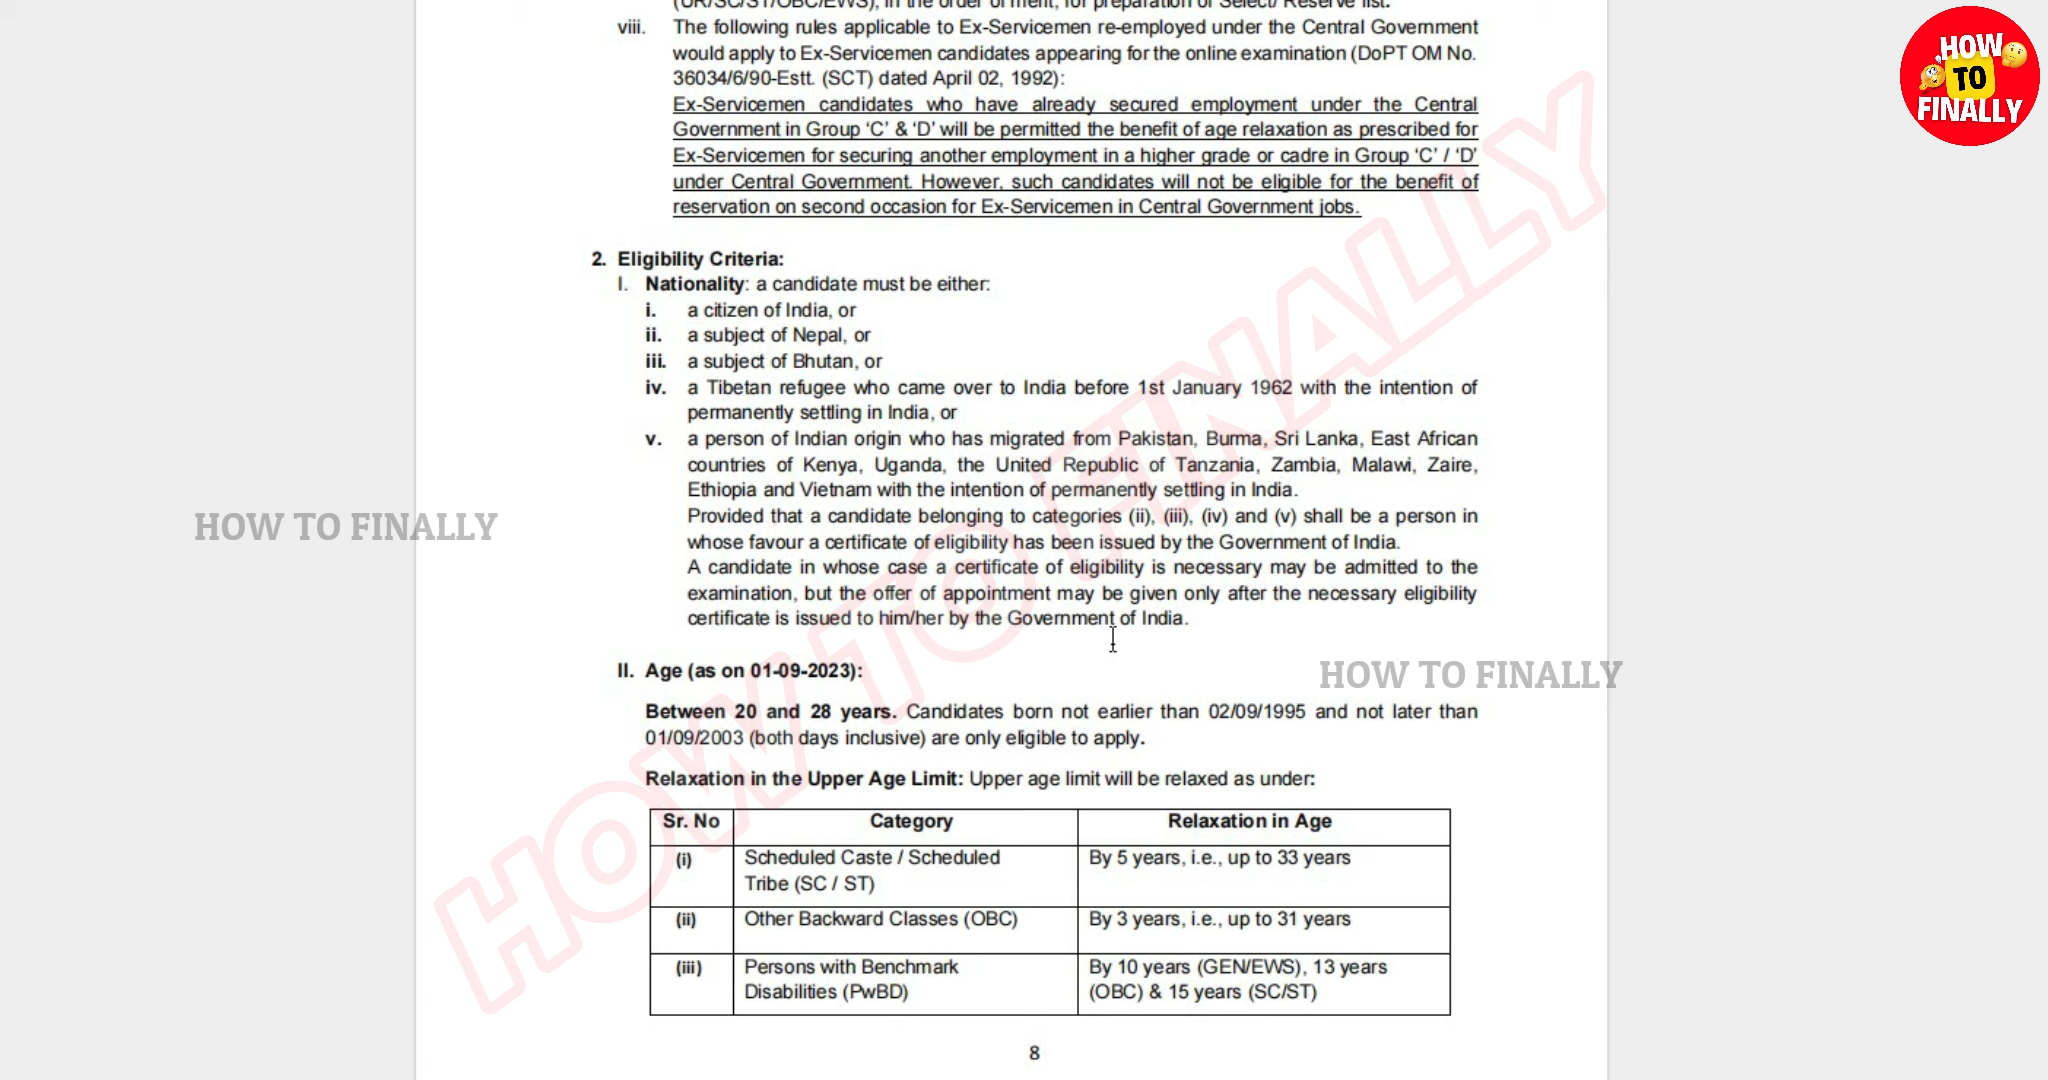 (UR/SC/ST/OBC/EWS), in the order of merit, for preparation of Select/ Reserve list.
viii. The following rules applicable to Ex-Servicemen re-employed under the Central Government
would apply to Ex-Servicemen candidates appearing for the online examination (DoPT OM No.
36034/6/90-Estt. (SCT) dated April 02, 1992):
Ex-Servicemen candidates who have already secured employment under the Central
Government in Group ‘C’ & ‘D’ will be permitted the benefit of age relaxation as prescribed for
Ex-Servicemen for securing another employment in a higher grade or cadre in Group ‘C’ / ‘D’
under Central Government. However, such candidates will not be eligible for the benefit of
reservation on second occasion for Ex-Servicemen in Central Government jobs.
HOW
TO
FINALLY
2. Eligibility Criteria:
I. Nationality: a candidate must be either:
i. a citizen of India, or
ii. a subject of Nepal, or
iii. a subject of Bhutan, or
iv. a Tibetan refugee who came over to India before 1st January 1962 with the intention of
permanently settling in India, or
v. a person of Indian origin who has migrated from Pakistan, Burma, Sri Lanka, East African
countries of Kenya, Uganda, the United Republic of Tanzania, Zambia, Malawi, Zaire,
Ethiopia and Vietnam with the intention of permanently settling in India.
Provided that a candidate belonging to categories (ii), (iii), (iv) and (v) shall be a person in
whose favour a certificate of eligibility has been issued by the Government of India.
A candidate in whose case a certificate of eligibility is necessary may be admitted to the
examination, but the offer of appointment may be given only after the necessary eligibility
certificate is issued to him/her by the Government of India.
HOW TO FINALLY
HOW TO FINALLY
HOW TO FINALLY
II. Age (as on 01-09-2023):
Between 20 and 28 years. Candidates born not earlier than 02/09/1995 and not later than
01/09/2003 (both days inclusive) are only eligible to apply.
Relaxation in the Upper Age Limit: Upper age limit will be relaxed as under:
Sr. No Category Relaxation in Age
(i) Scheduled Caste / Scheduled By 5 years, i.e., up to 33 years
Tribe (SC / ST)
(ii) Other Backward Classes (OBC) By 3 years, i.e., up to 31 years
(iii) Persons with Benchmark By 10 years (GEN/EWS), 13 years
Disabilities (PwBD) (OBC) & 15 years (SC/ST)
8